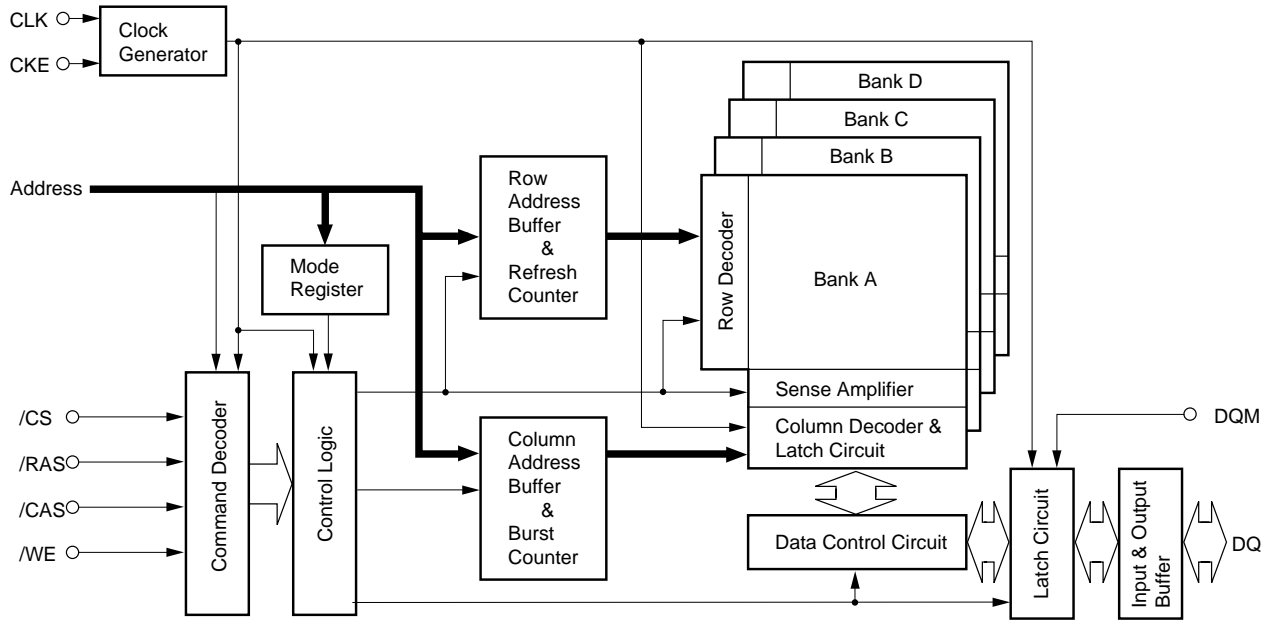 CLK
CKE
Clock
Generator
Bank D
Bank C
Bank B
Address
Row
Address
Buffer
&
Refresh
Counter
Row Decoder
Bank A
Mode
Register
Sense Amplifier
Column Decoder &
Latch Circuit
/CS
/RAS
/CAS
/WE
Command Decoder
Control Logic
Column
Address
Buffer
&
Burst
Counter
DQM
Data Control Circuit
Latch Circuit
Input & Output
Buffer
DQ